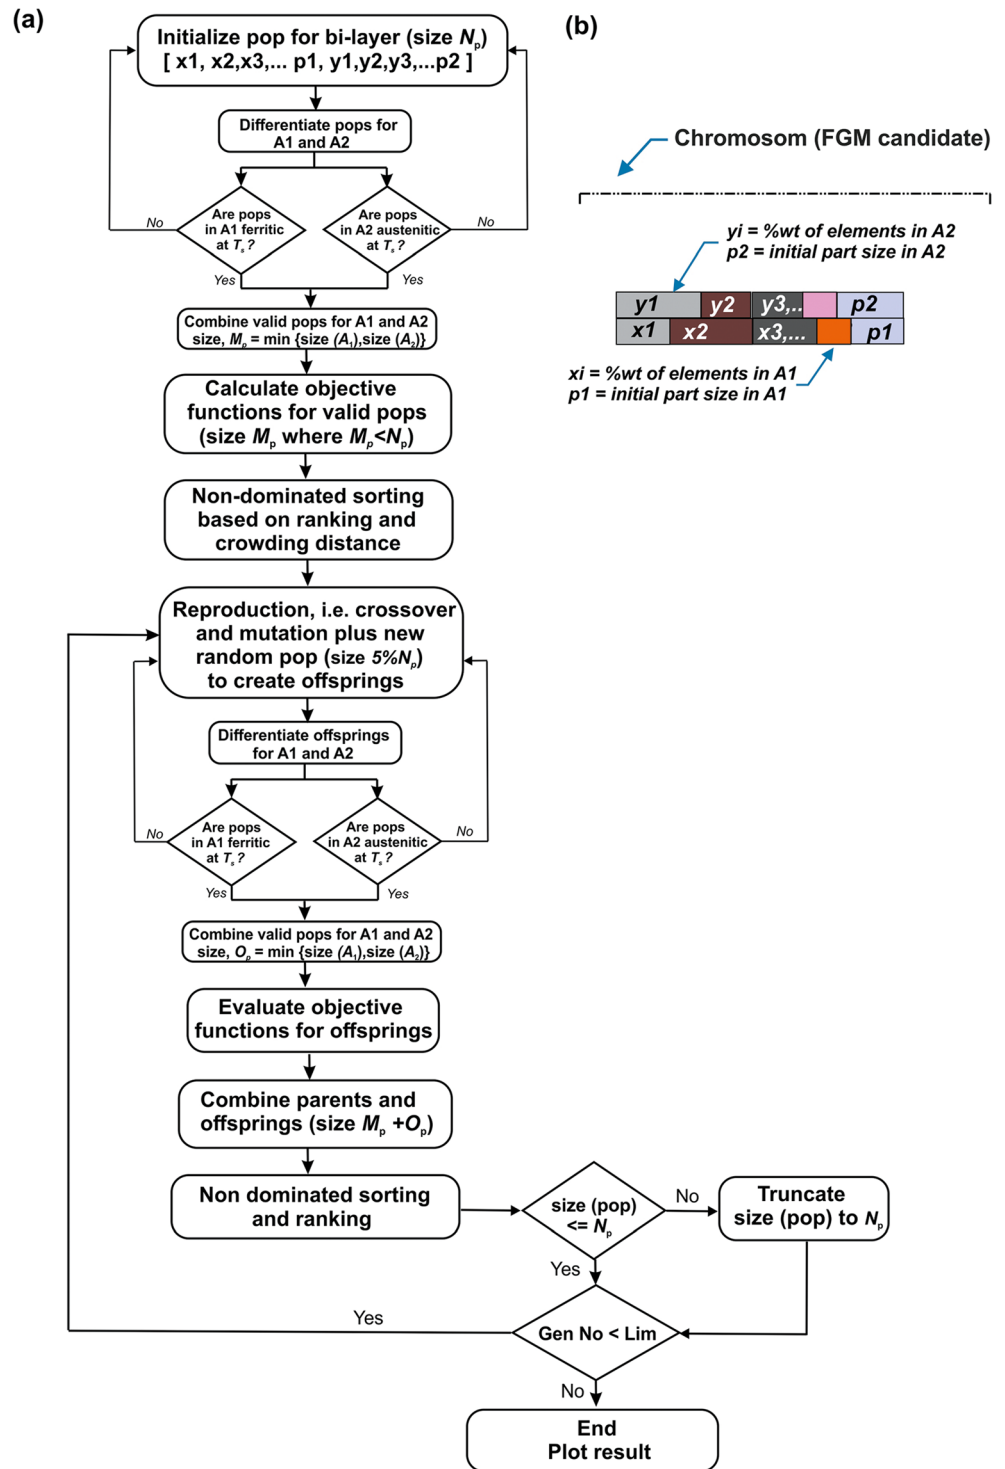 (a)
Initialize pop for bi-layer (size Np)
[ x1, x2,x3,... p1, y1,y2,y3,...p2 ]
Differentiate pops for
A1 and A2
Are pops
in A1 ferritic
at Ts ?
No
Yes
Are pops
in A2 austenitic
at Ts ?
No
Yes
Combine valid pops for A1 and A2
size, Mp = min {size (A1),size (A2)}
Calculate objective
functions for valid pops
(size Mp where Mp<Np)
Non-dominated sorting
based on ranking and
crowding distance
Reproduction, i.e. crossover
and mutation plus new
random pop (size 5%Np)
to create offsprings
Differentiate offsprings
for A1 and A2
Are pops
in A1 ferritic
at Ts ?
No
Yes
Are pops
in A2 austenitic
at Ts ?
No
Yes
Combine valid pops for A1 and A2
size, Op = min {size (A1),size (A2)}
Evaluate objective
functions for offsprings
Combine parents and
offsprings (size Mp +Op)
Non dominated sorting
and ranking
size (pop)
<= Np
No
Truncate
size (pop) to Np
Yes
Gen No < Lim
Yes
No
End
Plot result
(b)
Chromosom (FGM candidate)
yi = %wt of elements in A2
p2 = initial part size in A2
y1 y2 y3,.. p2
x1 x2 x3,... p1
xi = %wt of elements in A1
p1 = initial part size in A1